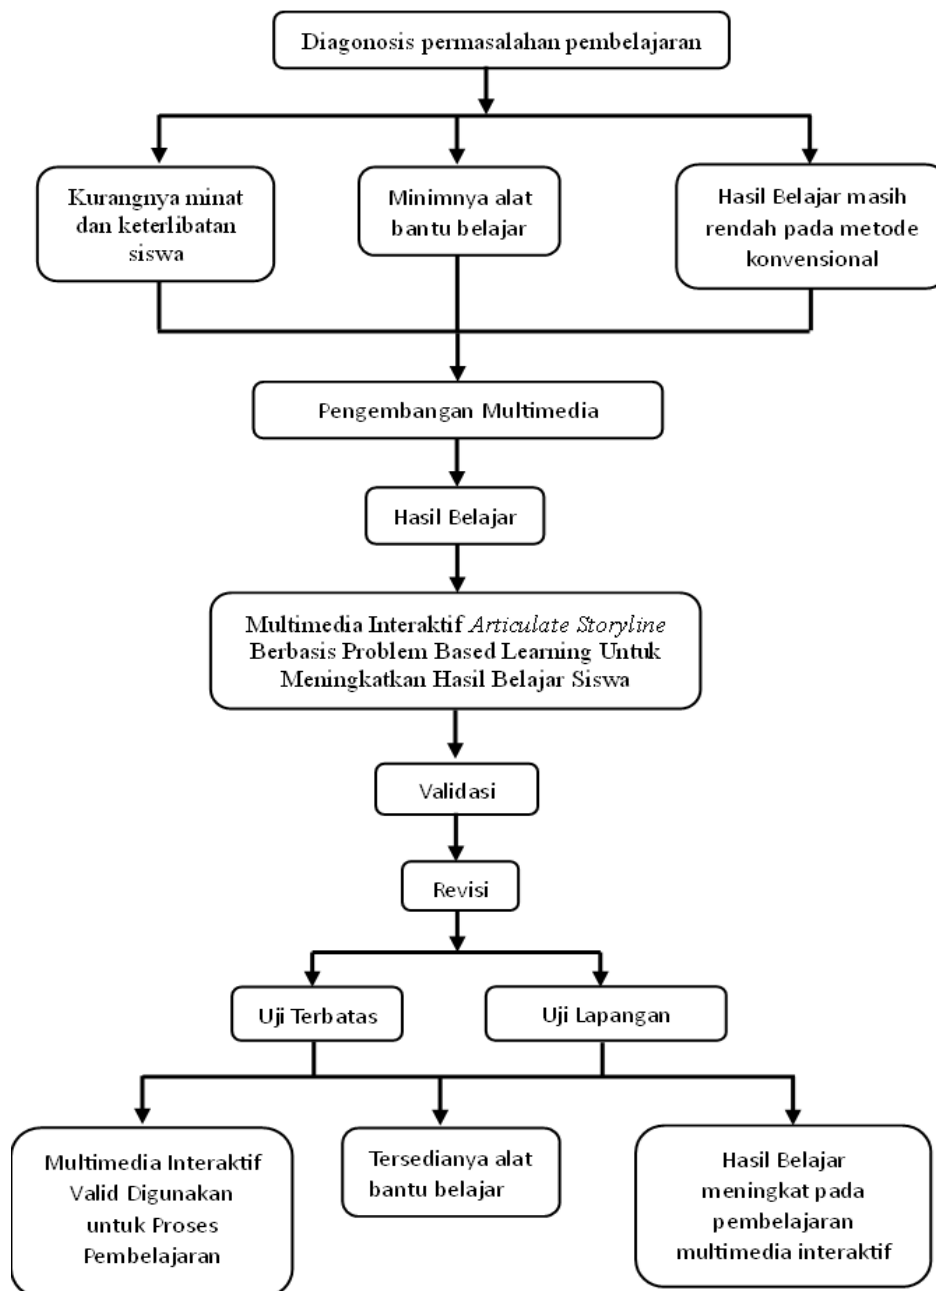 Diagonosis permasalahan pembelajaran
Kurangnya minat
dan keterlibatan
siswa
Minimnya alat
bantu belajar
Hasil Belajar masih
rendah pada metode
konvensional
Pengembangan Multimedia
Hasil Belajar
Multimedia Interaktif Articulate Storyline
Berbasis Problem Based Learning Untuk
Meningkatkan Hasil Belajar Siswa
Validasi
Revisi
Uji Terbatas
Uji Lapangan
Multimedia Interaktif
Valid Digunakan
untuk Proses
Pembelajaran
Tersedianya alat
bantu belajar
Hasil Belajar
meningkat pada
pembelajaran
multimedia interaktif